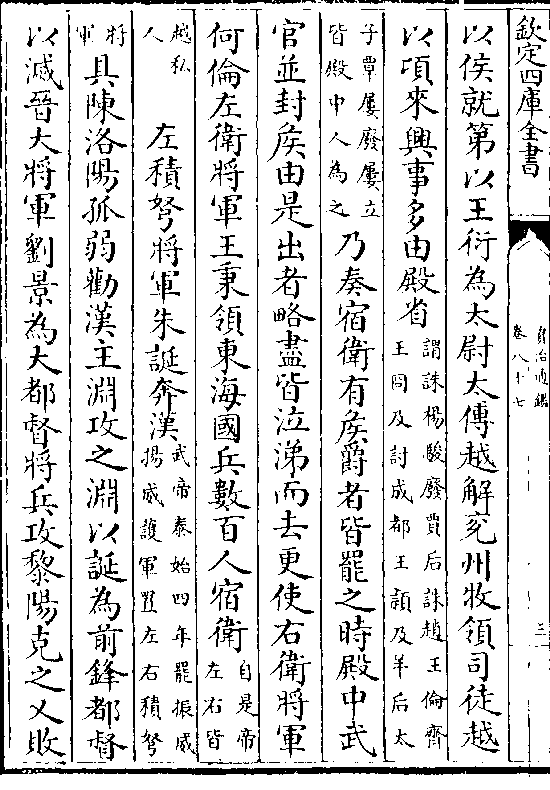 欽定四庫全書
資治通鑑
卷八十七
三
以侯就第以王衍為太尉太傅越解兖州牧領司徒越
以頃來興事多由殿省
謂誅楊駿廢賈后誅趙王倫齊
王冏及討成都王頴及羊后太
子覃屢廢屢立
皆殿中人為之
乃奏宿衛有矦爵者皆罷之時殿中武
官並封矦由是出者略盡皆泣涕而去更使右衛將軍
何倫左衛將軍王秉領東海國兵數百人宿衛
自是帝
左右皆
越私
人
左積弩將軍朱誕奔漢
武帝泰始四年罷振威
揚威護軍置左右積弩
將
軍
具陳洛陽孤弱勸漢主淵攻之淵以誕為前鋒都督
以滅晉大將軍劉景為大都督將兵攻黎陽克之又敗